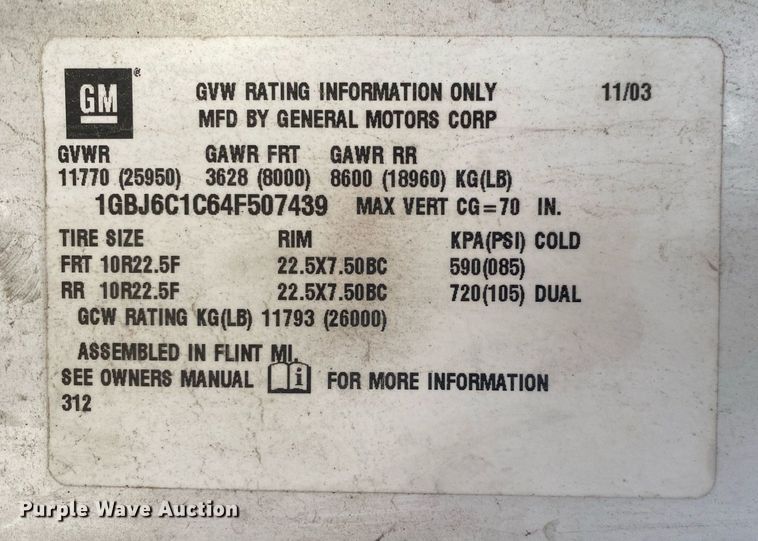 GM ® GVW RATING INFORMATION ONLY 11/03
MFD BY GENERAL MOTORS CORP
GVWR GAWR FRT GAWR RR
11770 (25950) 3628 (8000) 8600 (18960) KG(LB)
1GBJ6C1C64F507439 MAX VERT CG=70 IN.
TIRE SIZE RIM KPA(PSI) COLD
FRT 10R22.5F 22.5X7.50BC 590(085)
RR 10R22.5F 22.5X7.50BC 720(105) DUAL
GCW RATING KG(LB) 11793 (26000)
ASSEMBLED IN FLINT MI.
SEE OWNERS MANUAL i FOR MORE INFORMATION
312
Purple Wave Auction